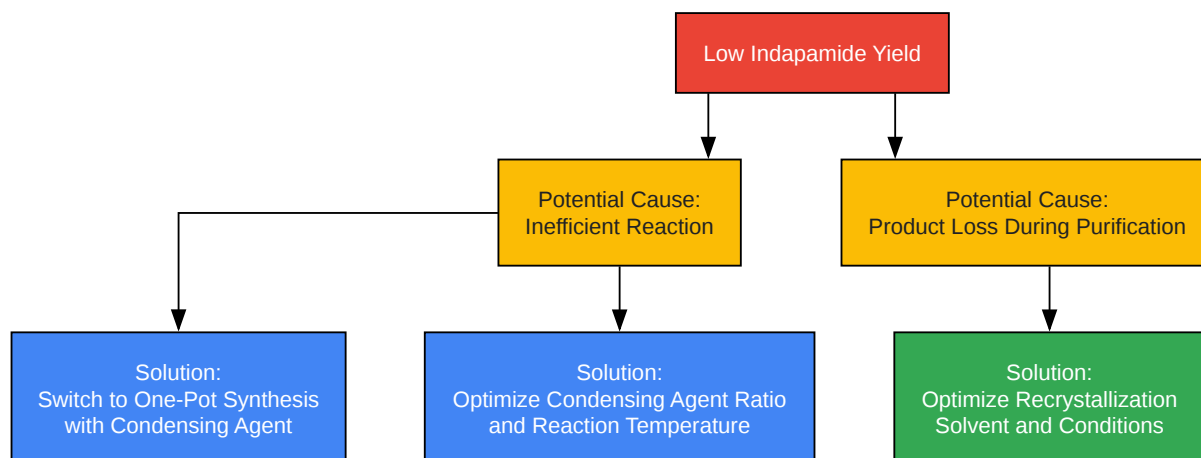 Low Indapamide Yield
Potential Cause:
Inefficient Reaction
Potential Cause:
Product Loss During Purification
Solution:
Switch to One-Pot Synthesis
with Condensing Agent
Solution:
Optimize Condensing Agent Ratio
and Reaction Temperature
Solution:
Optimize Recrystallization
Solvent and Conditions